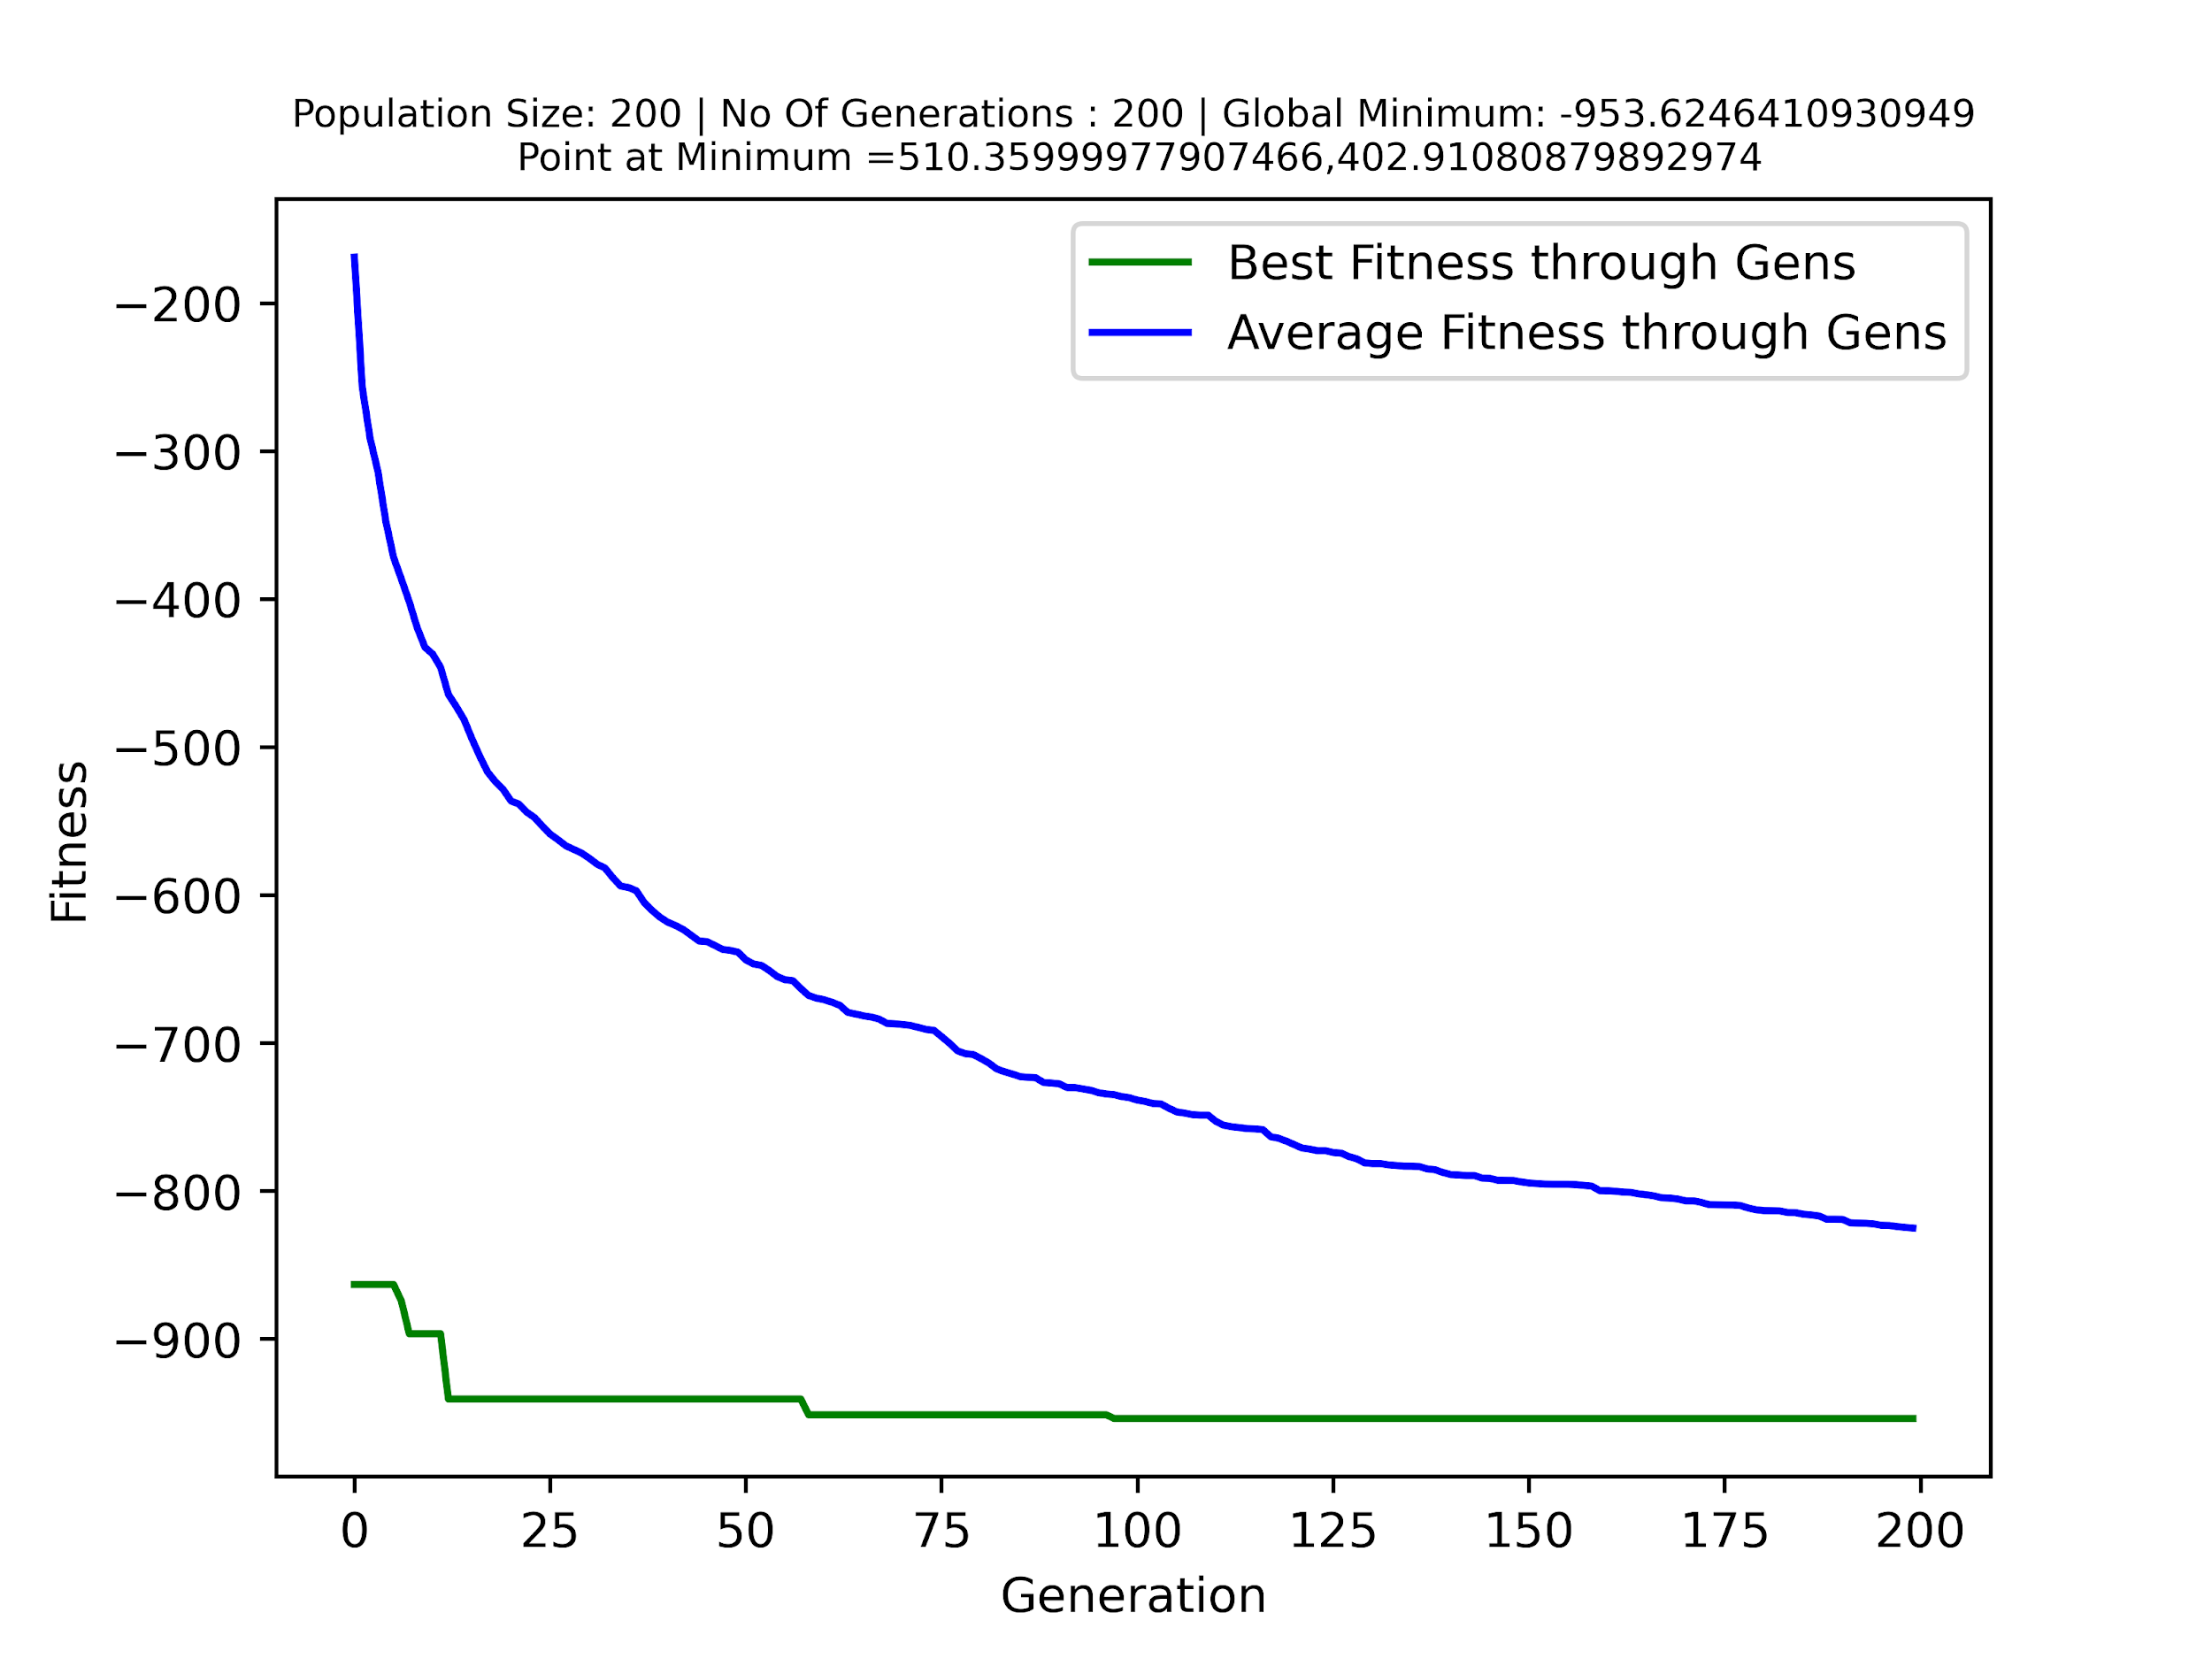 Population Size: 200 | No Of Generations : 200 | Global Minimum: -953.6246410930949
Point at Minimum =510.35999977907466,402.91080879892974
Best Fitness through Gens
Average Fitness through Gens
−200
−300
−400
−500
−600
−700
−800
−900
Fitness
0 25 50 75 100 125 150 175 200
Generation